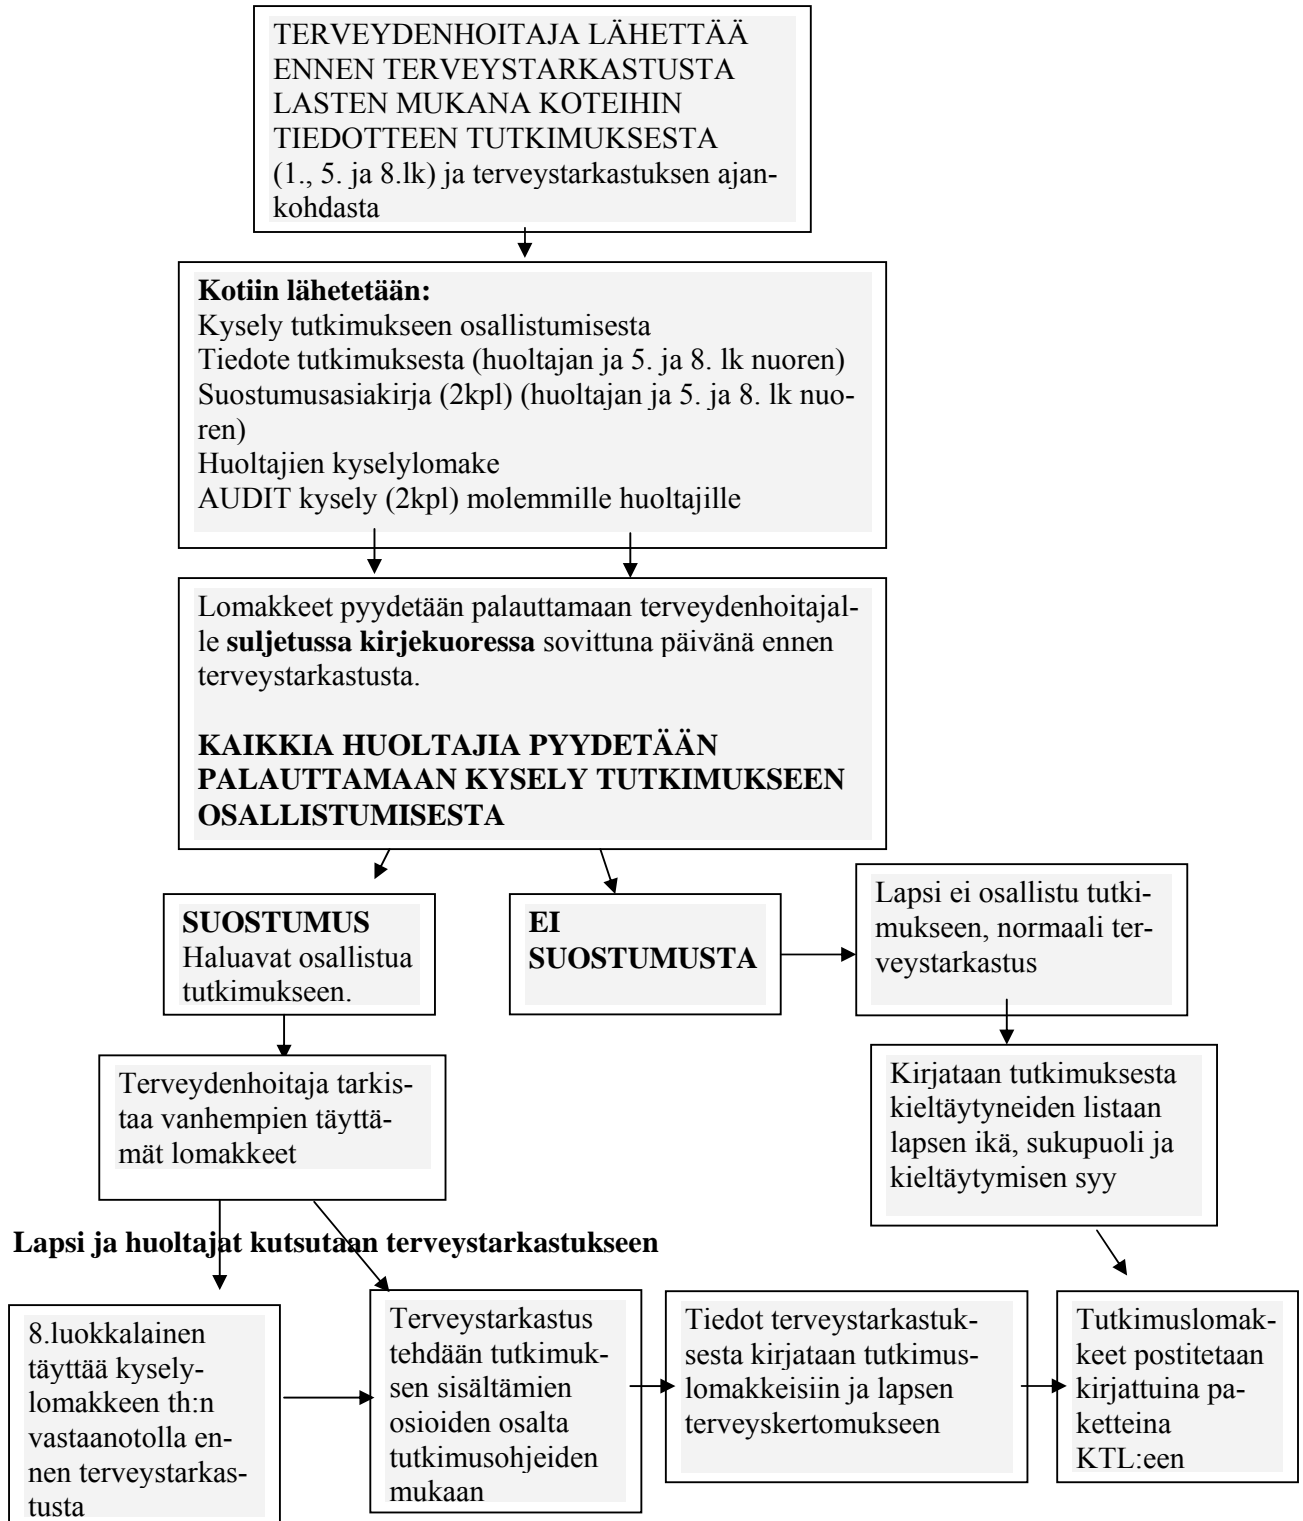 TERVEYDENHOITAJA LÄHETTÄÄ
ENNEN TERVEYSTARKASTUSTA
LASTEN MUKANA KOTEIHIN
TIEDOTTEEN TUTKIMUKSESTA
(1., 5. ja 8.lk) ja terveystarkastuksen ajan-
kohdasta
Kotiin lähetetään:
Kysely tutkimukseen osallistumisesta
Tiedote tutkimuksesta (huoltajan ja 5. ja 8. lk nuoren)
Suostumusasiakirja (2kpl) (huoltajan ja 5. ja 8. lk nuo-
ren)
Huoltajien kyselylomake
AUDIT kysely (2kpl) molemmille huoltajille
Lomakkeet pyydetään palauttamaan terveydenhoitajal-
le suljetussa kirjekuoressa sovittuna päivänä ennen
terveystarkastusta.
KAIKKIA HUOLTAJIA PYYDETÄÄN
PALAUTTAMAAN KYSELY TUTKIMUKSEEN
OSALLISTUMISESTA
SUOSTUMUS
Haluavat osallistua
tutkimukseen.
EI
SUOSTUMUSTA
Lapsi ei osallistu tutki-
mukseen, normaali ter-
veystarkastus
Terveydenhoitaja tarkis-
taa vanhempien täyttä-
mät lomakkeet
Kirjataan tutkimuksesta
kieltäytyneiden listaan
lapsen ikä, sukupuoli ja
kieltäytymisen syy
Lapsi ja huoltajat kutsutaan terveystarkastukseen
8.luokkalainen
täyttää kysely-
lomakkeen th:n
vastaanotolla en-
nen terveystarkas-
tusta
Terveystarkastus
tehdään tutkimuk-
sen sisältämien
osioiden osalta
tutkimusohjeiden
mukaan
Tiedot terveystarkastuk-
sesta kirjataan tutkimus-
lomakkeisiin ja lapsen
terveyskertomukseen
Tutkimuslomak-
keet postitetaan
kirjattuina pa-
ketteina
KTL:een